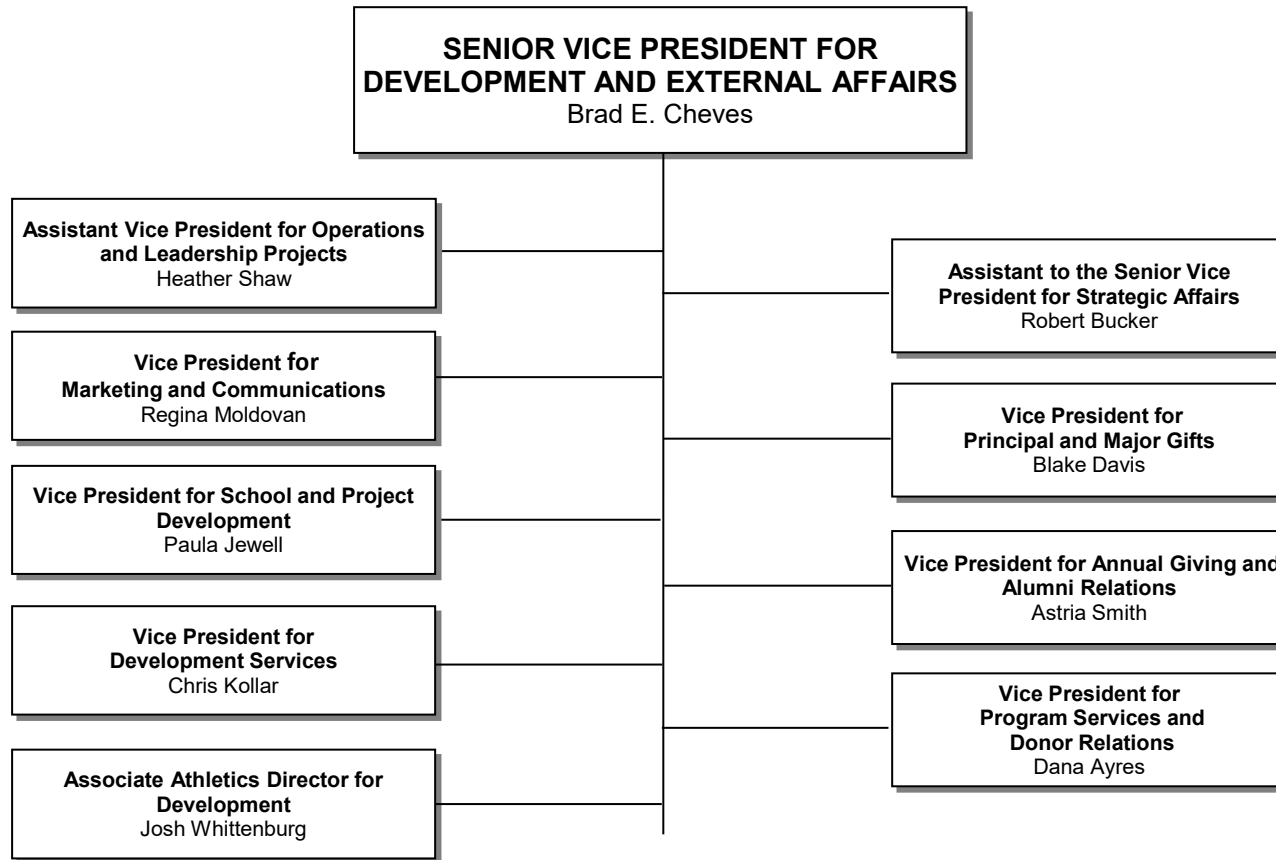 SENIOR VICE PRESIDENT FOR
DEVELOPMENT AND EXTERNAL AFFAIRS
Brad E. Cheves
Assistant Vice President for Operations
and Leadership Projects
Heather Shaw
Assistant to the Senior Vice
President for Strategic Affairs
Robert Bucker
Vice President for
Marketing and Communications
Regina Moldovan
Vice President for
Principal and Major Gifts
Blake Davis
Vice President for School and Project
Development
Paula Jewell
Vice President for Annual Giving and
Alumni Relations
Astria Smith
Vice President for
Development Services
Chris Kollar
Vice President for
Program Services and
Donor Relations
Dana Ayres
Associate Athletics Director for
Development
Josh Whittenburg